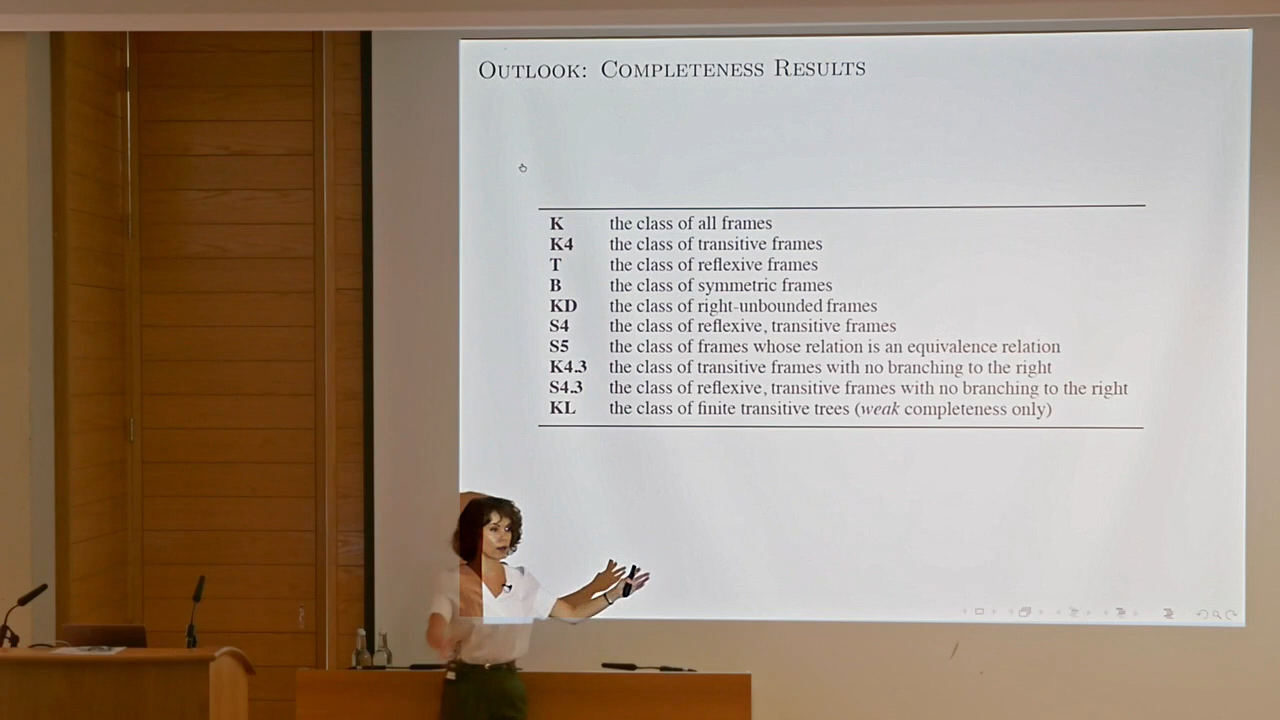 OUTLOOK: COMPLETENESS RESULTS
K the class of all frames
K4 the class of transitive frames
T the class of reflexive frames
B the class of symmetric frames
KD the class of right-unbounded frames
S4 the class of reflexive, transitive frames
S5 the class of frames whose relation is an equivalence relation
K4.3 the class of transitive frames with no branching to the right
S4.3 the class of reflexive, transitive frames with no branching to the right
KL the class of finite transitive trees (weak completeness only)